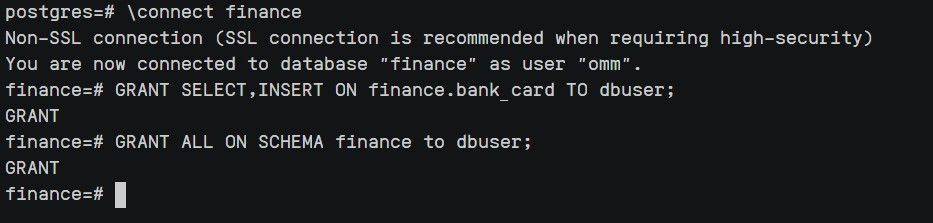 postgres=# \connect finance
Non-SSL connection (SSL connection is recommended when requiring high-security)
You are now connected to database "finance" as user "omm".
finance=# GRANT SELECT,INSERT ON finance.bank_card TO dbuser;
GRANT
finance=# GRANT ALL ON SCHEMA finance to dbuser;
GRANT
finance=#